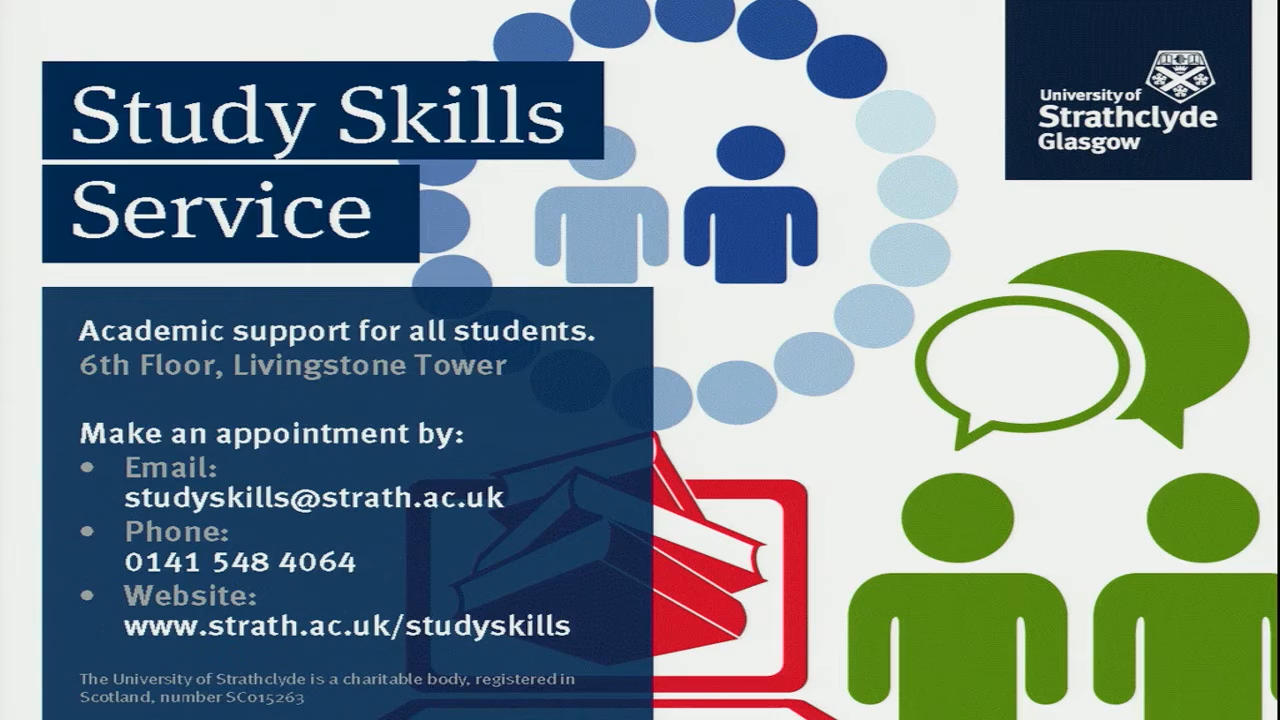 Study Skills
Service
University of
Strathclyde
Glasgow
Academic support for all students.
6th Floor, Livingstone Tower
Make an appointment by:
• Email:
studyskills@strath.ac.uk
• Phone:
0141 548 4064
• Website:
www.strath.ac.uk/studyskills
The University of Strathclyde is a charitable body, registered in
Scotland, number SC015263